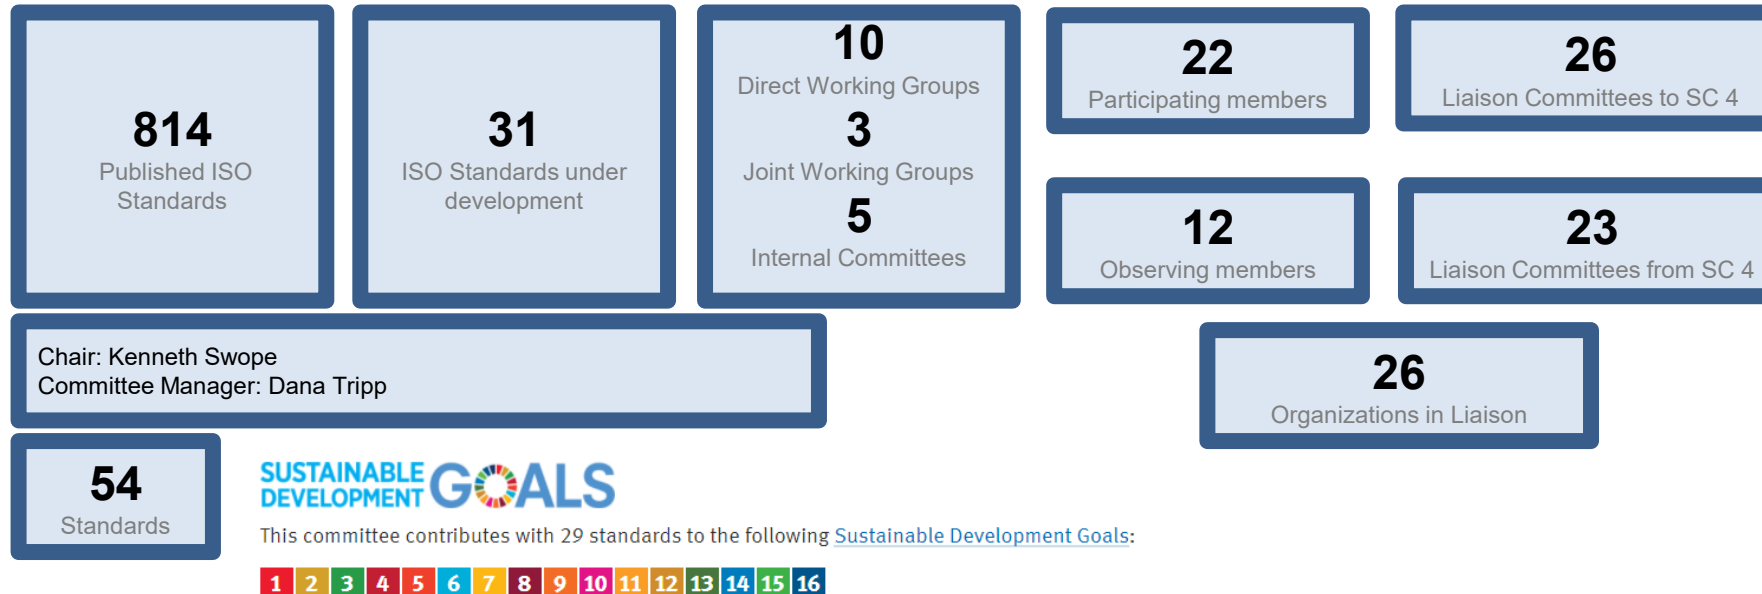 814
Published ISO
Standards
31
ISO Standards under
development
10
Direct Working Groups
3
Joint Working Groups
5
Internal Committees
22
Participating members
26
Liaison Committees to SC 4
12
Observing members
23
Liaison Committees from SC 4
Chair: Kenneth Swope
Committee Manager: Dana Tripp
26
Organizations in Liaison
54
Standards
SUSTAINABLE
DEVELOPMENT GOALS
This committee contributes with 29 standards to the following Sustainable Development Goals:
1 2 3 4 5 6 7 8 9 10 11 12 13 14 15 16